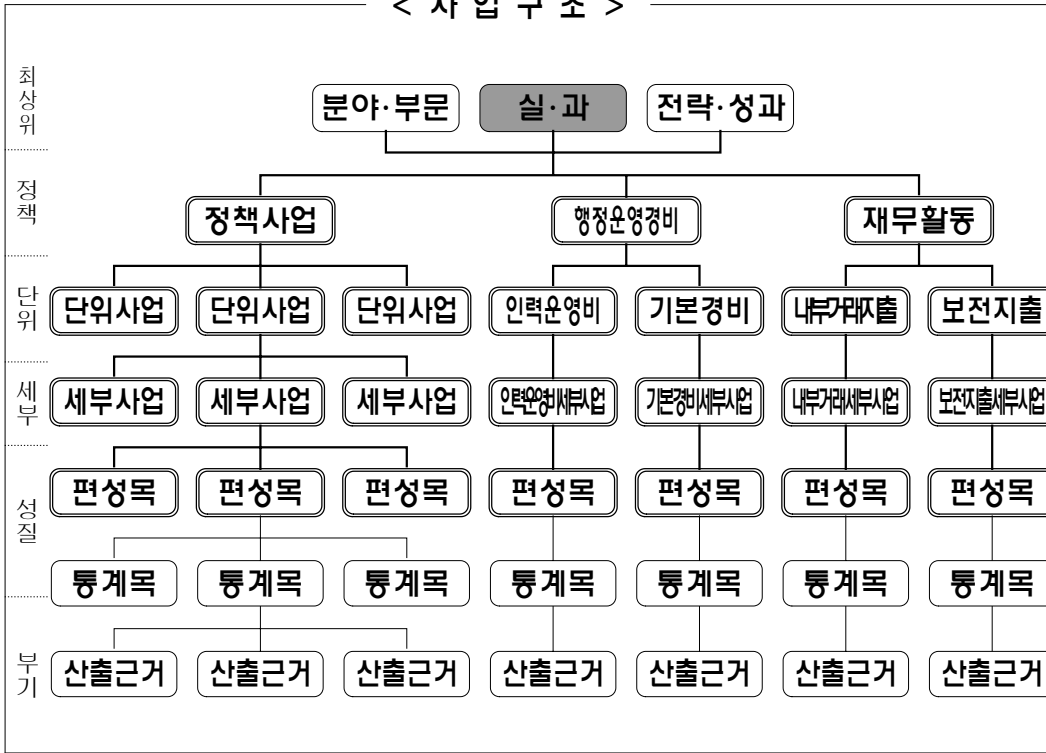 < 사 업 구 조 >
최상위
분야·부문 실·과 전략·성과
정책
정책사업 행정운영경비 재무활동
단위
단위사업 단위사업 단위사업 인력운영비 기본경비 내부거래지출 보전지출
세부
세부사업 세부사업 세부사업 인력운영비세부사업 기본경비세부사업 내부거래세부사업 보전지출세부사업
성질
편성목 편성목 편성목 편성목 편성목 편성목 편성목
통계목 통계목 통계목 통계목 통계목 통계목 통계목
부기
산출근거 산출근거 산출근거 산출근거 산출근거 산출근거 산출근거